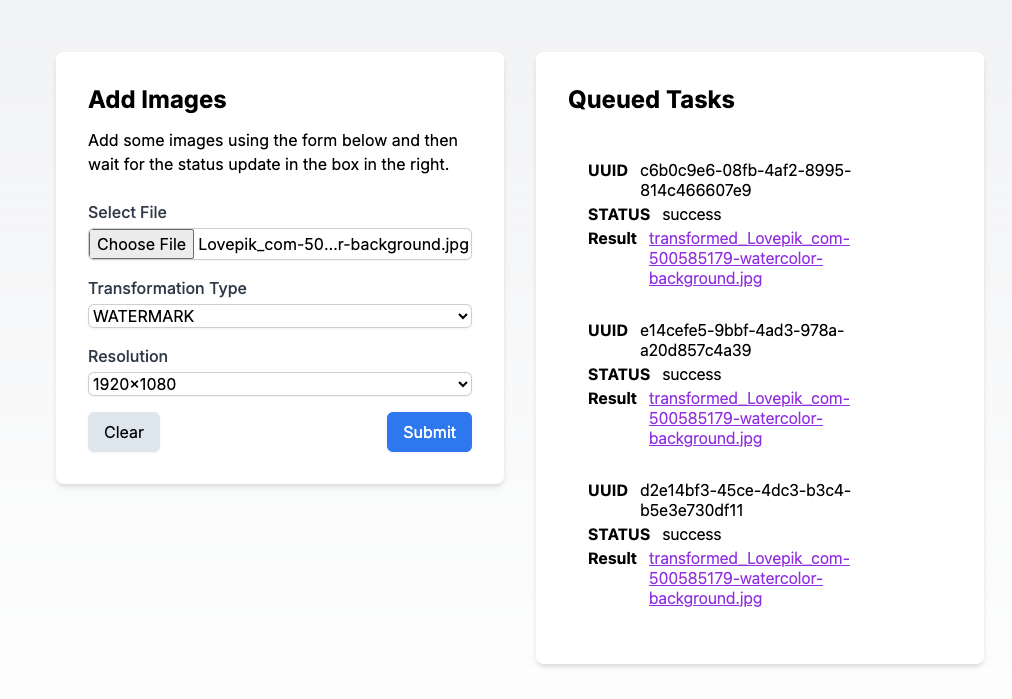 Add Images
Add some images using the form below and then
wait for the status update in the box in the right.
Select File
Choose File Lovepik_com-50...r-background.jpg
Transformation Type
WATERMARK
Resolution
1920x1080
Clear Submit
Queued Tasks
UUID c6b0c9e6-08fb-4af2-8995-
814c466607e9
STATUS success
Result transformed_Lovepik_com-
500585179-watercolor-
background.jpg
UUID e14cefe5-9bbf-4ad3-978a-
a20d857c4a39
STATUS success
Result transformed_Lovepik_com-
500585179-watercolor-
background.jpg
UUID d2e14bf3-45ce-4dc3-b3c4-
b5e3e730df11
STATUS success
Result transformed_Lovepik_com-
500585179-watercolor-
background.jpg